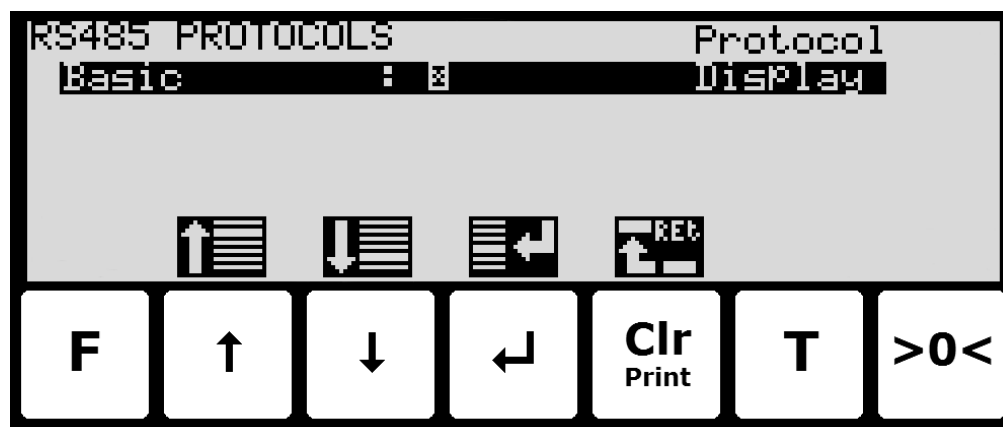 RS485 PROTOCOLS Protocol
Basic : Display
REt
F ↑ ↓ ↵ Clr Print T >0<